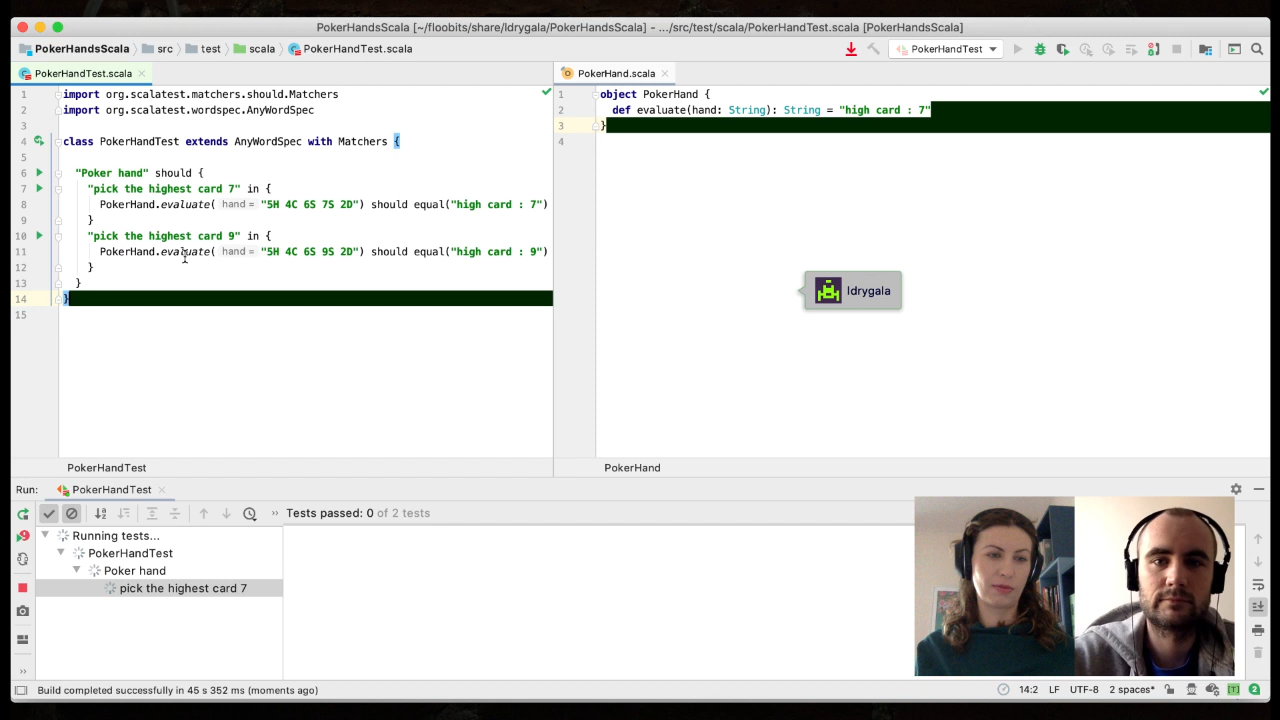 PokerHandsScala [~/floobits/share/ldrygala/PokerHandsScala] – .../src/test/scala/PokerHandTest.scala [PokerHandsScala]
PokerHandsScala src test scala PokerHandTest.scala PokerHandTest
PokerHandTest.scala
PokerHand.scala
1 import org.scalatest.matchers.should.Matchers
2 import org.scalatest.wordspec.AnyWordSpec
3
4 class PokerHandTest extends AnyWordSpec with Matchers {
5
6 "Poker hand" should {
7 "pick the highest card 7" in {
8 PokerHand.evaluate( hand = "5H 4C 6S 7S 2D") should equal("high card : 7")
9 }
10 "pick the highest card 9" in {
11 PokerHand.evaluate( hand = "5H 4C 6S 9S 2D") should equal("high card : 9")
12 }
13 }
14 }
15
1 object PokerHand {
2 def evaluate(hand: String): String = "high card : 7"
3 }
4
ldrygala
PokerHandTest
PokerHand
Run: PokerHandTest
Tests passed: 0 of 2 tests
Running tests...
PokerHandTest
Poker hand
pick the highest card 7
Build completed successfully in 45 s 352 ms (moments ago)
14:2 LF UTF-8 2 spaces* 2